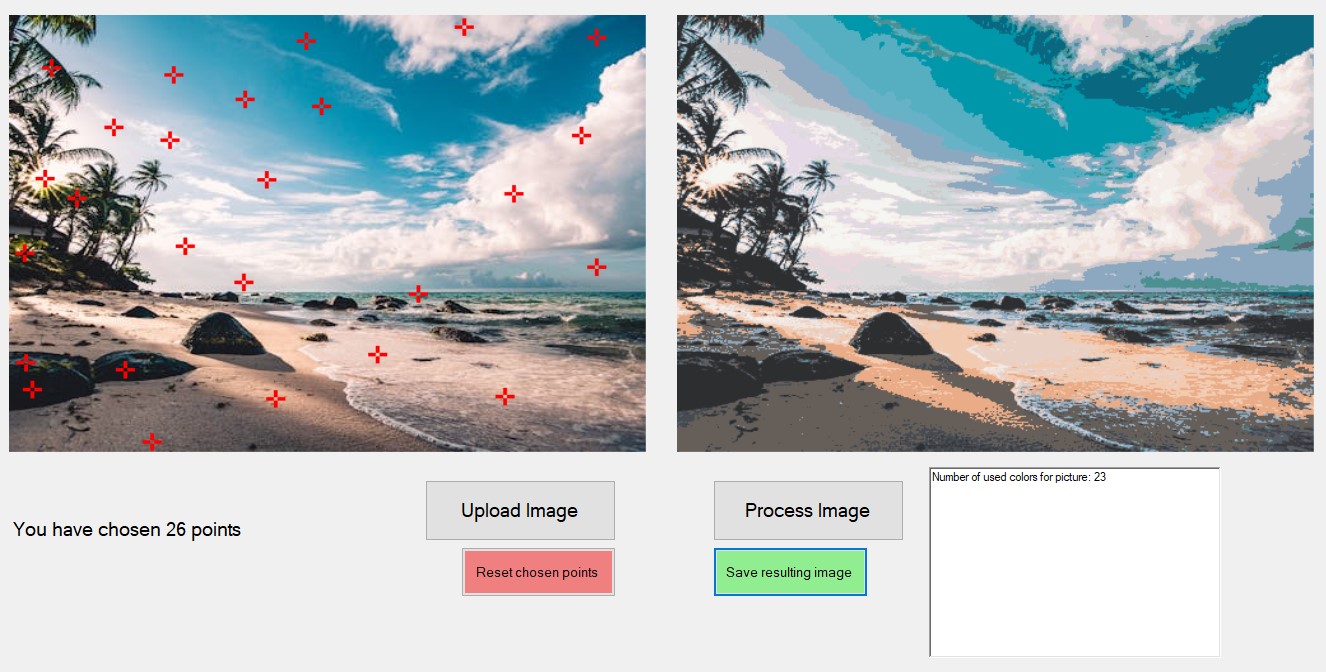 Upload Image
Process Image
Number of used colors for picture: 23
You have chosen 26 points
Reset chosen points
Save resulting image